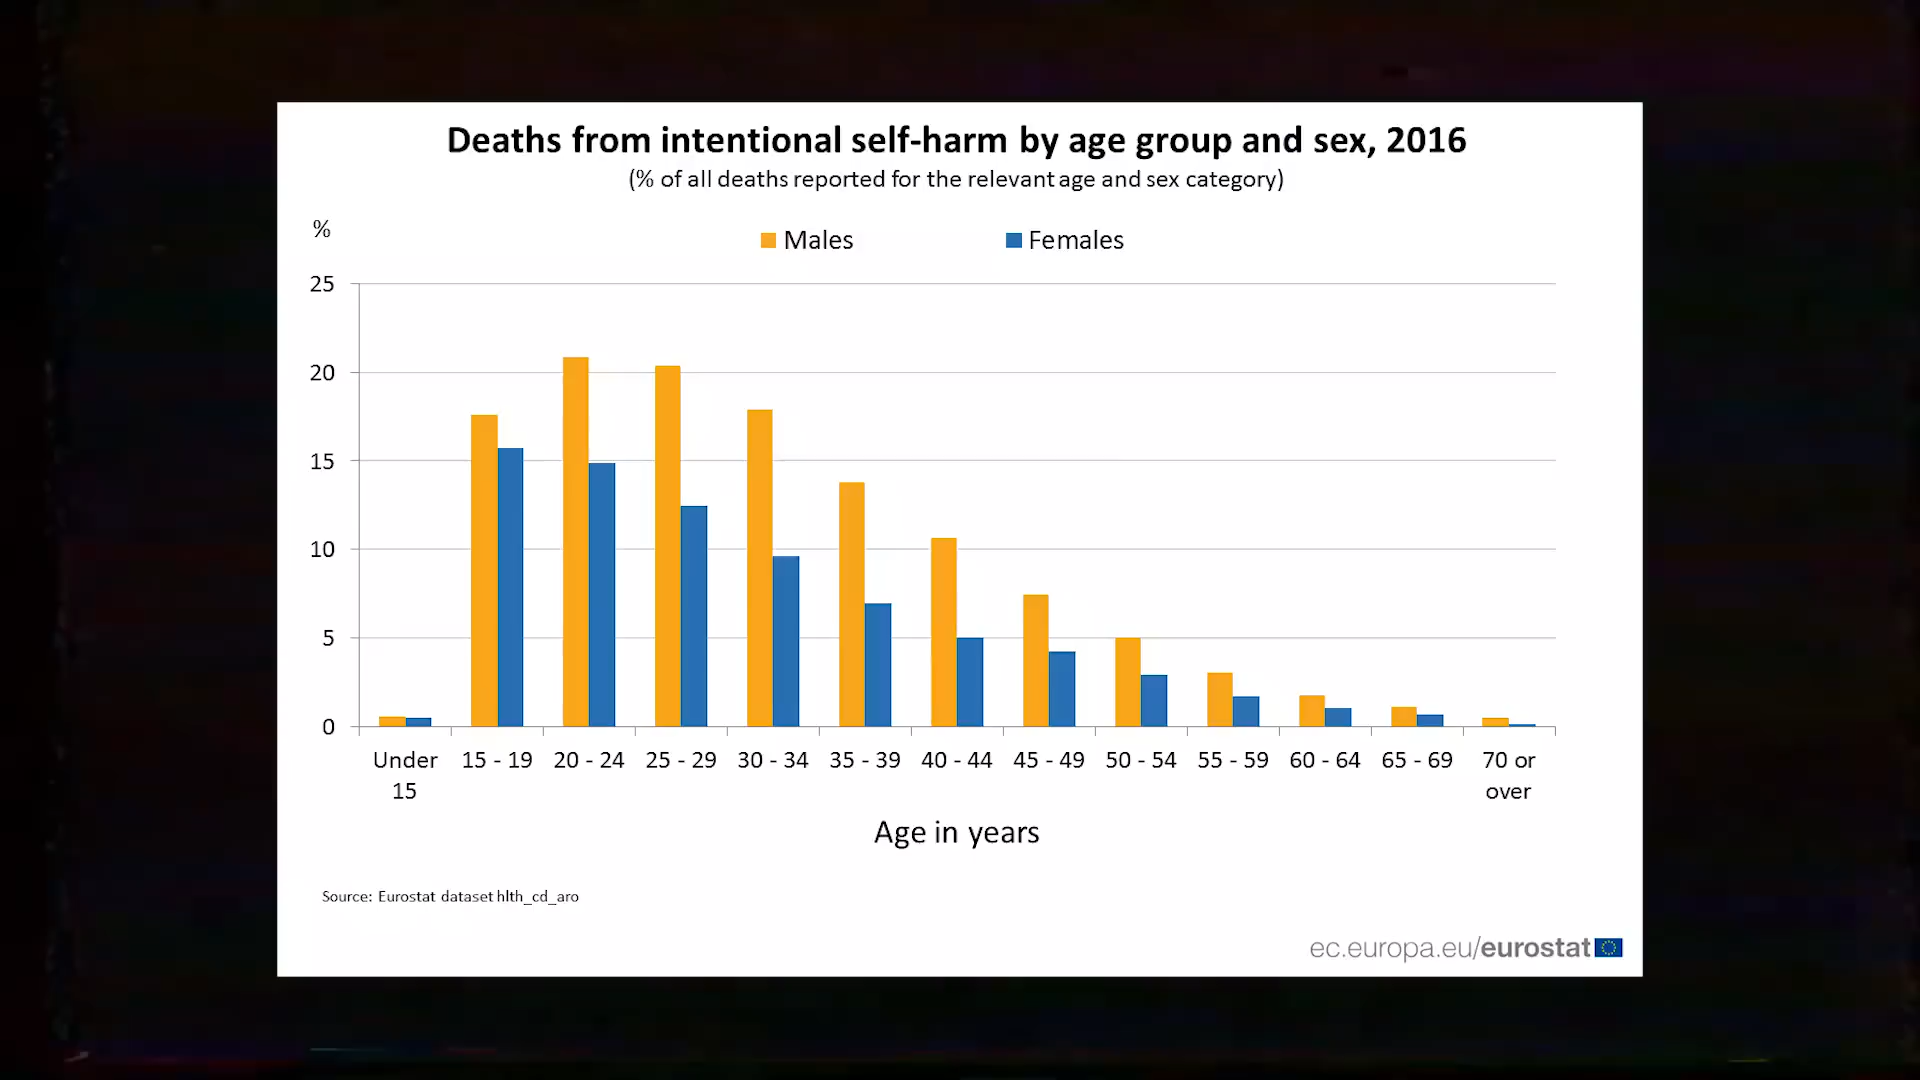 Deaths from intentional self-harm by age group and sex, 2016
(% of all deaths reported for the relevant age and sex category)
%
Males Females
25
20
15
10
5
0
Under 15 15 - 19 20 - 24 25 - 29 30 - 34 35 - 39 40 - 44 45 - 49 50 - 54 55 - 59 60 - 64 65 - 69 70 or over
Age in years
Source: Eurostat dataset hlth_cd_aro
ec.europa.eu/eurostat